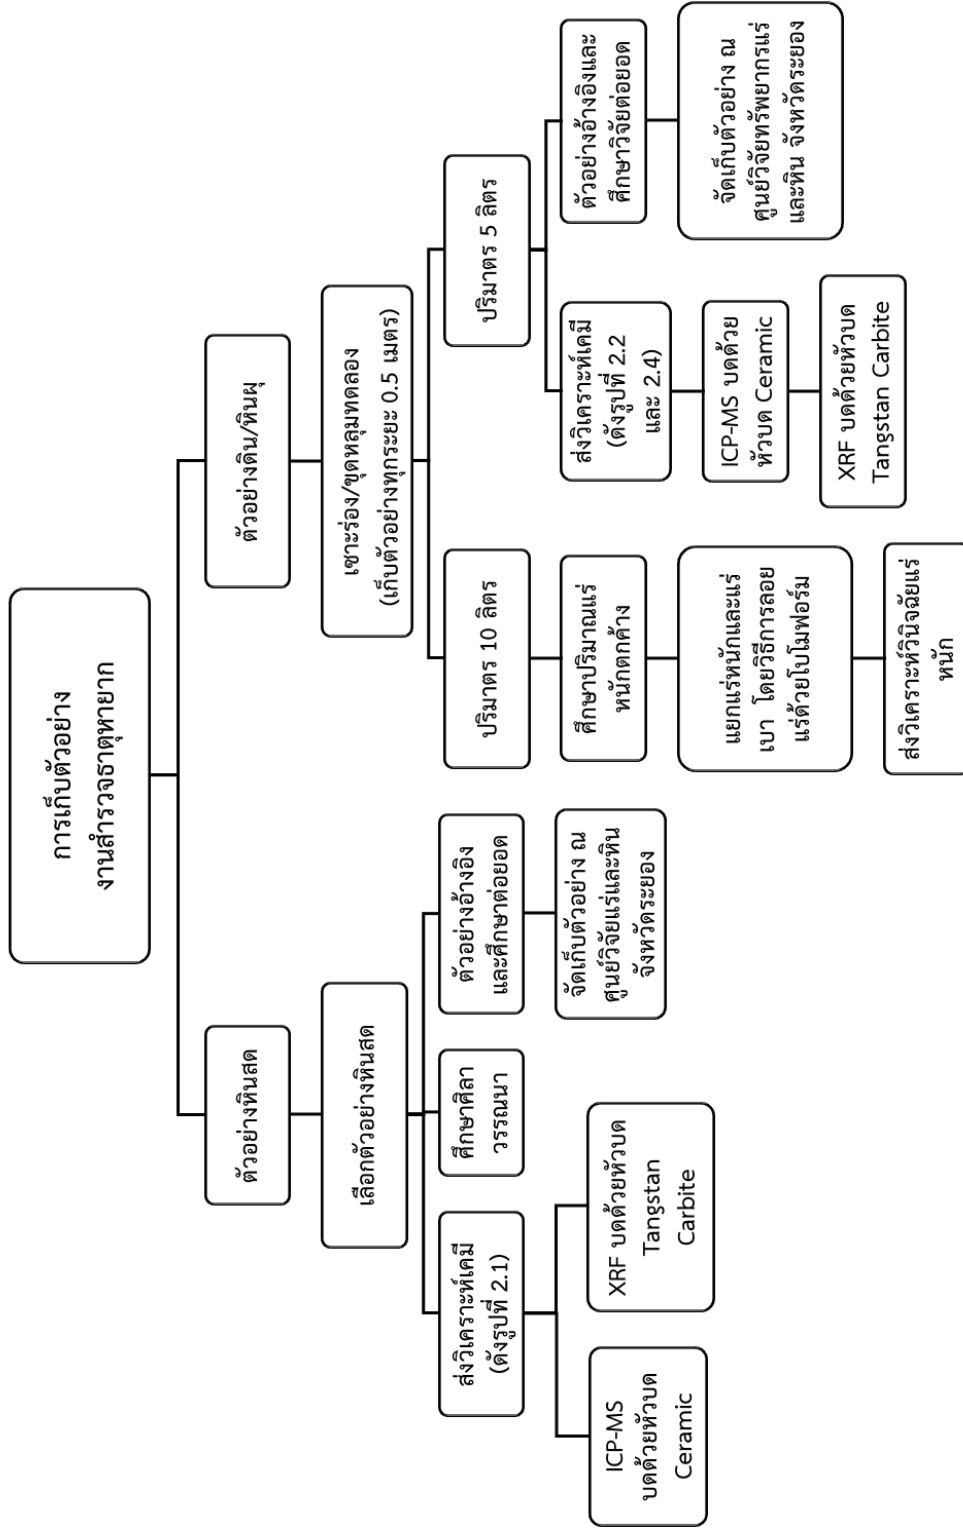 การเก็บตัวอย่าง
งานสำรวจธาตุหายาก
ตัวอย่างหินสด
เลือกตัวอย่างหินสด
ส่งวิเคราะห์เคมี
(ดังรูปที่ 2.1)
ICP-MS
บดด้วยหัวบด
Ceramic
XRF บดด้วยหัวบด
Tangstan
Carbite
ศึกษาศิลา
วรรณนา
ตัวอย่างอ้างอิง
และศึกษาต่อยอด
จัดเก็บตัวอย่าง ณ
ศูนย์วิจัยแร่และหิน
จังหวัดระยอง
ตัวอย่างดิน/หินผุ
เซาะร่อง/ขุดหลุมทดลอง
(เก็บตัวอย่างทุกระยะ 0.5 เมตร)
ปริมาตร 10 ลิตร
ศึกษาปริมาณแร่
หนักตกค้าง
แยกแร่หนักและแร่
เบา โดยวิธีการลอย
แร่ด้วยโบโมฟอร์ม
ส่งวิเคราะห์วินิจฉัยแร่
หนัก
ปริมาตร 5 ลิตร
ส่งวิเคราะห์เคมี
(ดังรูปที่ 2.2
และ 2.4)
ICP-MS บดด้วย
หัวบด Ceramic
XRF บดด้วยหัวบด
Tangstan Carbite
ตัวอย่างอ้างอิงและ
ศึกษาวิจัยต่อยอด
จัดเก็บตัวอย่าง ณ
ศูนย์วิจัยทรัพยากรแร่
และหิน จังหวัดระยอง